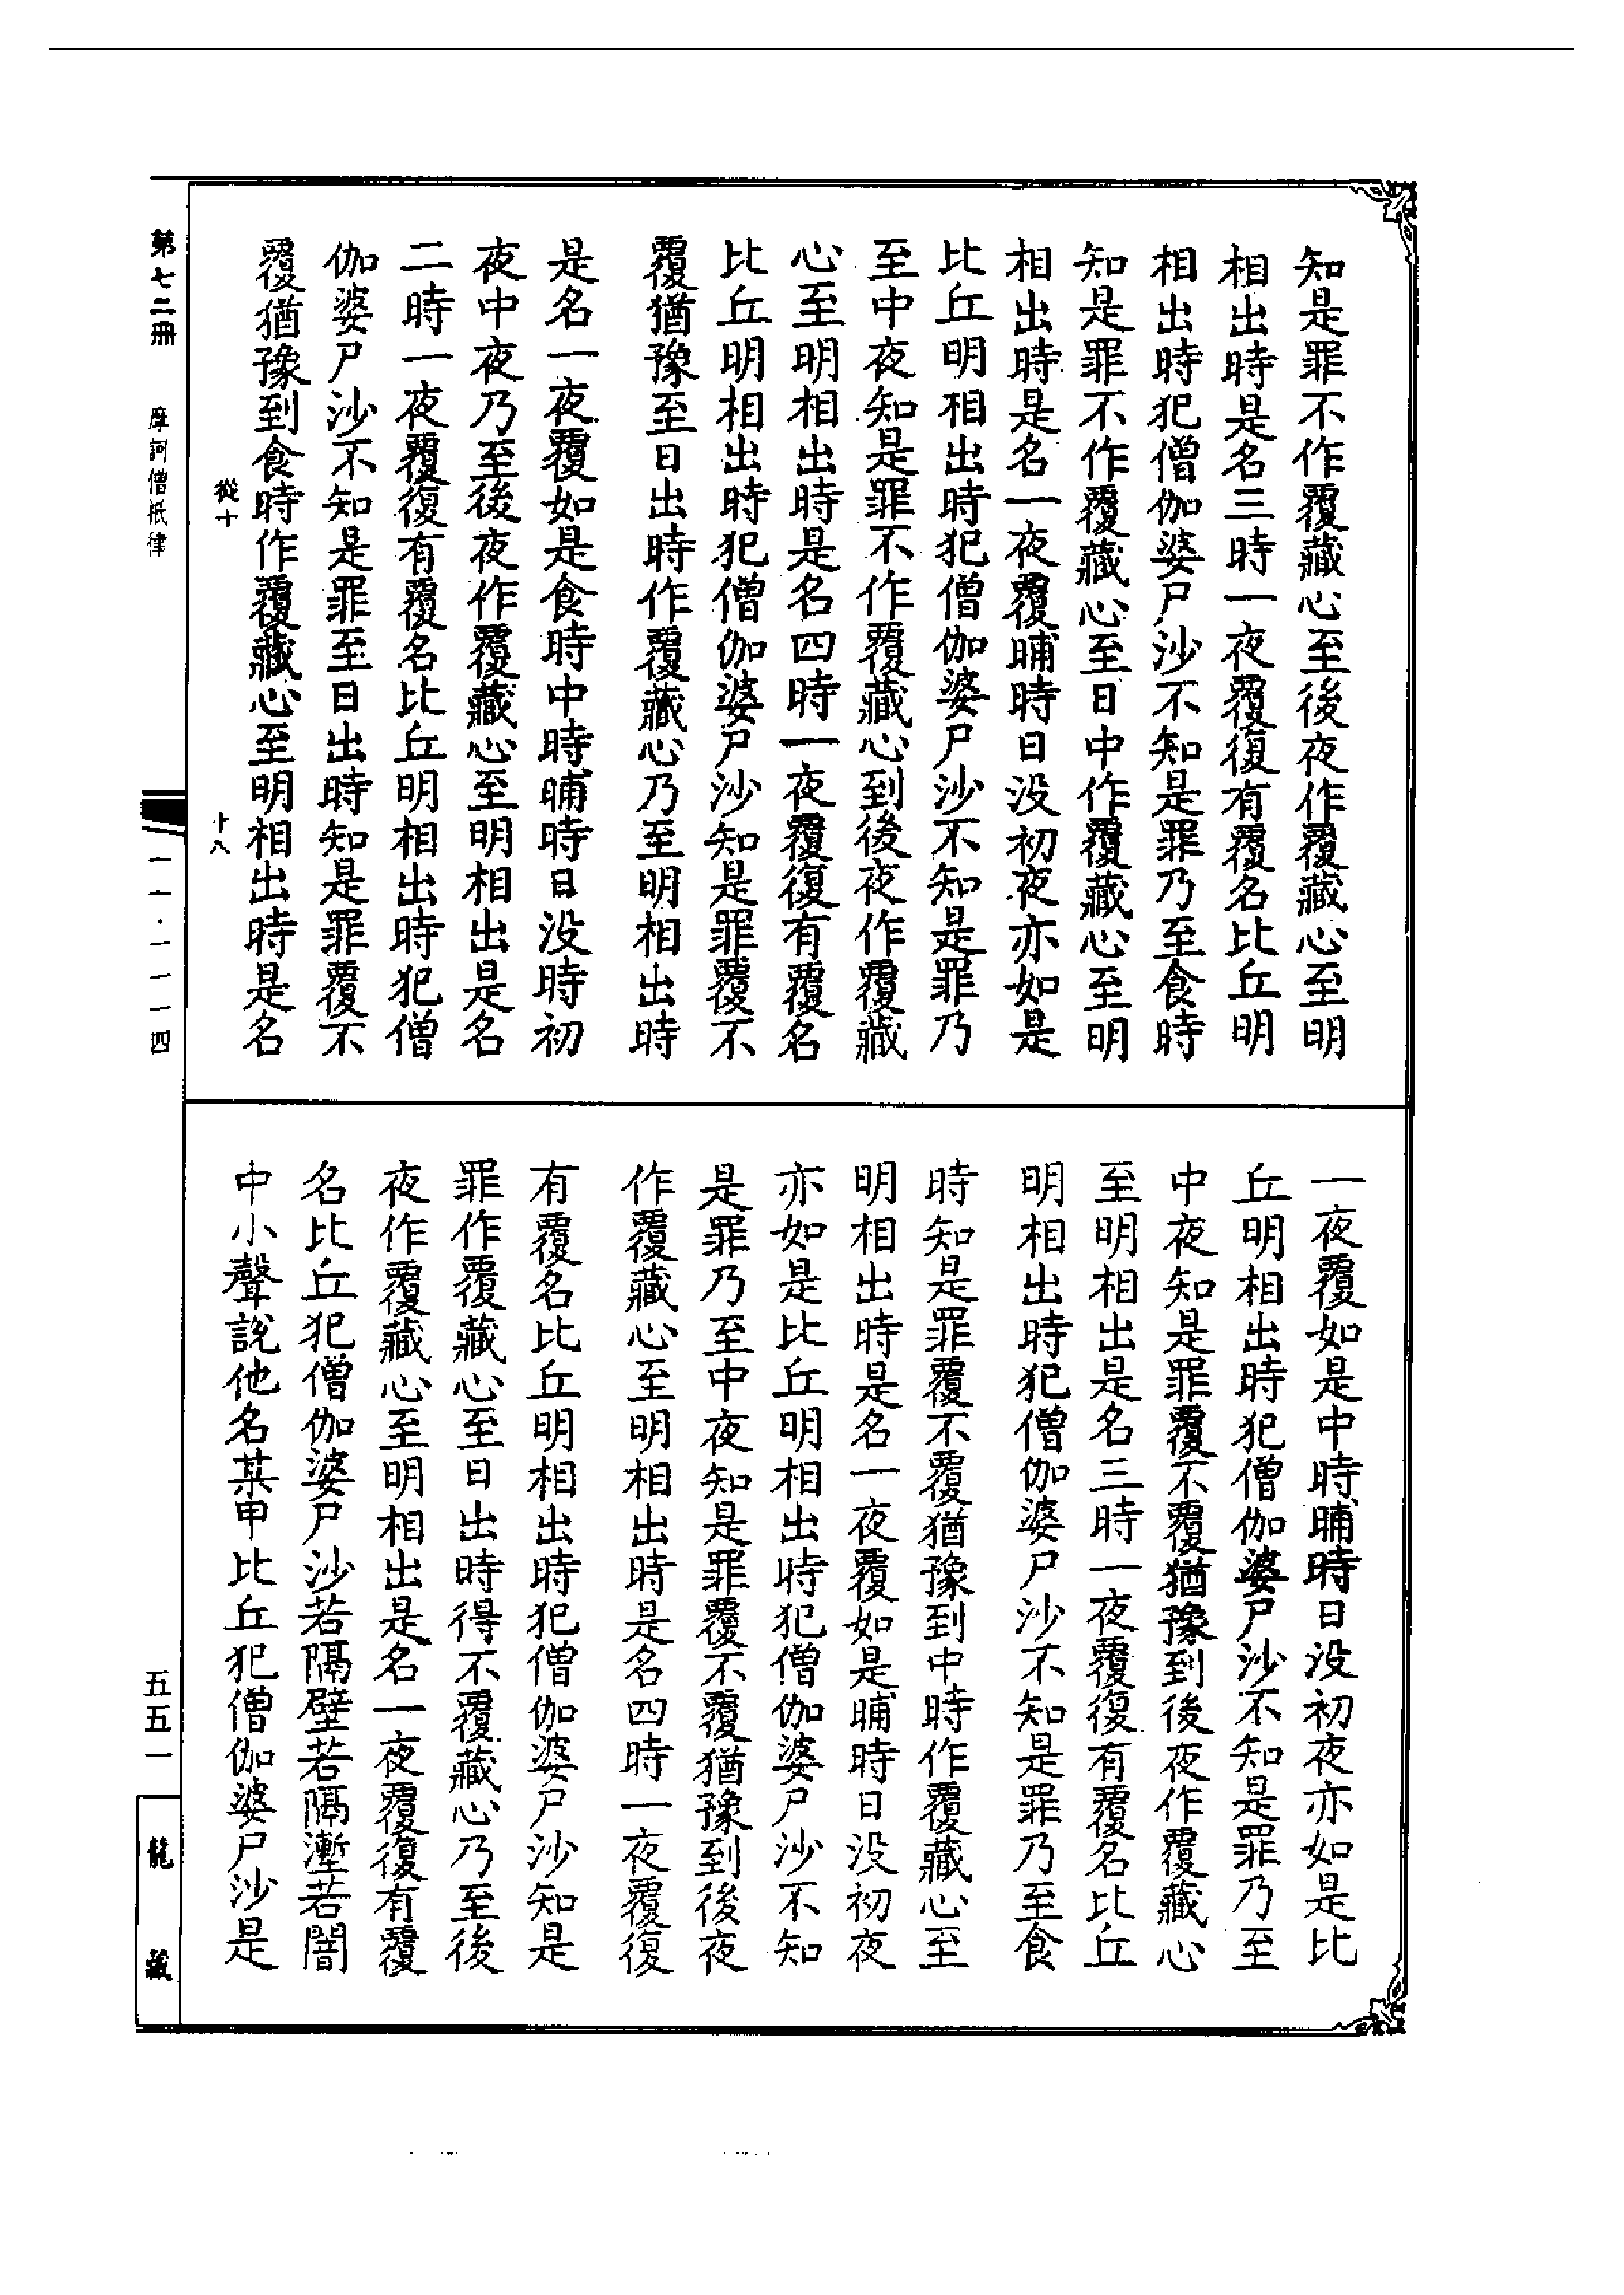 知是罪不作覆藏心至後夜作覆藏心至明
相出時是名三時一夜覆復有覆名比丘明
相出時犯僧伽婆尸沙不知是罪乃至食時
知是罪不作覆藏心至日中作覆藏心至明
相出時是名一夜覆晡時日没初夜亦如是
比丘明相出時犯僧伽婆尸沙不知是罪乃
至中夜知是罪不作覆藏心到後夜作覆藏
心至明相出時是名四時一夜覆復有覆名
比丘明相出時犯僧伽婆尸沙知是罪覆不
覆猶豫至日出時作覆藏心乃至明相出時
是名一夜覆如是食時中時晡時日没時初
夜中夜乃至後夜作覆藏心至明相出是名
二時一夜覆復有覆名比丘明相出時犯僧
伽婆尸沙不知是罪至日出時知是罪覆不
覆猶豫到食時作覆藏心至明相出時是名
從十
十八
第七二冊
摩訶僧祇律
一一·一一一四
一夜覆如是中時晡時日没初夜亦如是比
丘明相出時犯僧伽婆尸沙不知是罪乃至
中夜知是罪覆不覆猶豫到後夜作覆藏心
至明相出是名三時一夜覆復有覆名比丘
明相出時犯僧伽婆尸沙不知是罪乃至食
時知是罪覆不覆猶豫到中時作覆藏心至
明相出時是名一夜覆如是晡時日没初夜
亦如是比丘明相出時犯僧伽婆尸沙不知
是罪乃至中夜知是罪覆不覆猶豫到後夜
作覆藏心至明相出時是名四時一夜覆復
有覆名比丘明相出時犯僧伽婆尸沙知是
罪作覆藏心至日出時得不覆藏心乃至後
夜作覆藏心至明相出是名一夜覆復有覆
名比丘犯僧伽婆尸沙若隔壁若隔壍若闇
中小聲說他名某甲比丘犯僧伽婆尸沙是
五五一
龍藏